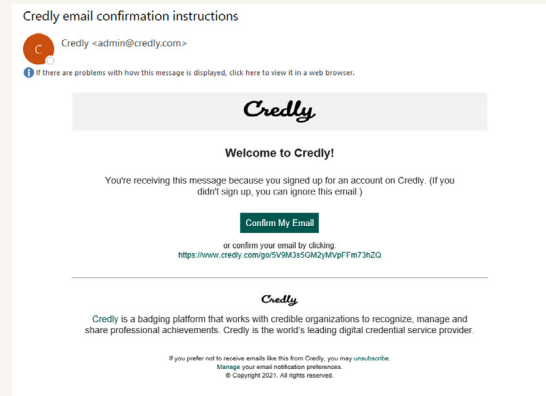 Credly email confirmation instructions
C
Credly <admin@credly.com>
If there are problems with how this message is displayed, click here to view it in a web browser.
Credly
Welcome to Credly!
You're receiving this message because you signed up for an account on Credly. (If you
didn't sign up, you can ignore this email.)
Confirm My Email
or confirm your email by clicking:
https://www.credly.com/go/5V9M3s5GM2yMVpFFm73hZQ
Credly
Credly is a badging platform that works with credible organizations to recognize, manage and
share professional achievements. Credly is the world's leading digital credential service provider.
If you prefer not to receive emails like this from Credly, you may unsubscribe.
Manage your email notification preferences.
© Copyright 2021. All rights reserved.